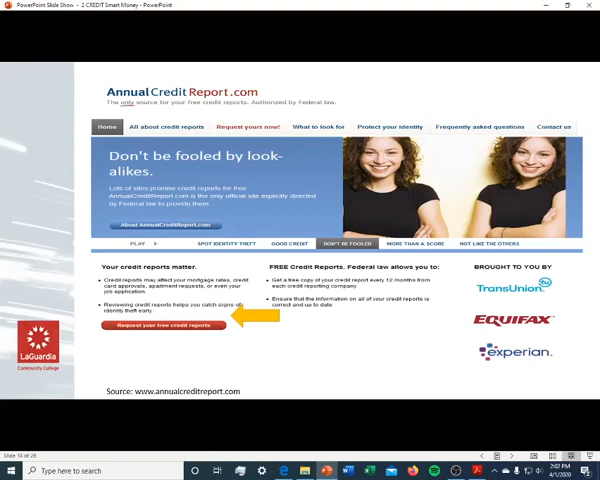 PowerPoint Slide Show - 2 CREDIT Smart Money - PowerPoint
AnnualCreditReport.com
The only source for your free credit reports. Authorized by Federal law.
Home All about credit reports Request yours now! What to look for Protect your identity Frequently asked questions Contact us
Don't be fooled by look-
alikes.
Lots of sites promise credit reports for free.
AnnualCreditReport.com is the only official site explicitly directed
by Federal law to provide them.
About AnnualCreditReport.com
PLAY SPOT IDENTITY THEFT GOOD CREDIT DON'T BE FOOLED MORE THAN A SCORE NOT LIKE THE OTHERS
Your credit reports matter.
• Credit reports may affect your mortgage rates, credit
card approvals, apartment requests, or even your
job application.
• Reviewing credit reports helps you catch signs of
identity theft early.
Request your free credit reports
FREE Credit Reports. Federal law allows you to:
• Get a free copy of your credit report every 12 months from
each credit reporting company.
• Ensure that the information on all of your credit reports is
correct and up to date.
BROUGHT TO YOU BY
TransUnion
tu
EQUIFAX
experian.
LaGuardia
Community College
Source: www.annualcreditreport.com
Slide 10 of 29
Type here to search
2:02 PM
4/1/2020
2